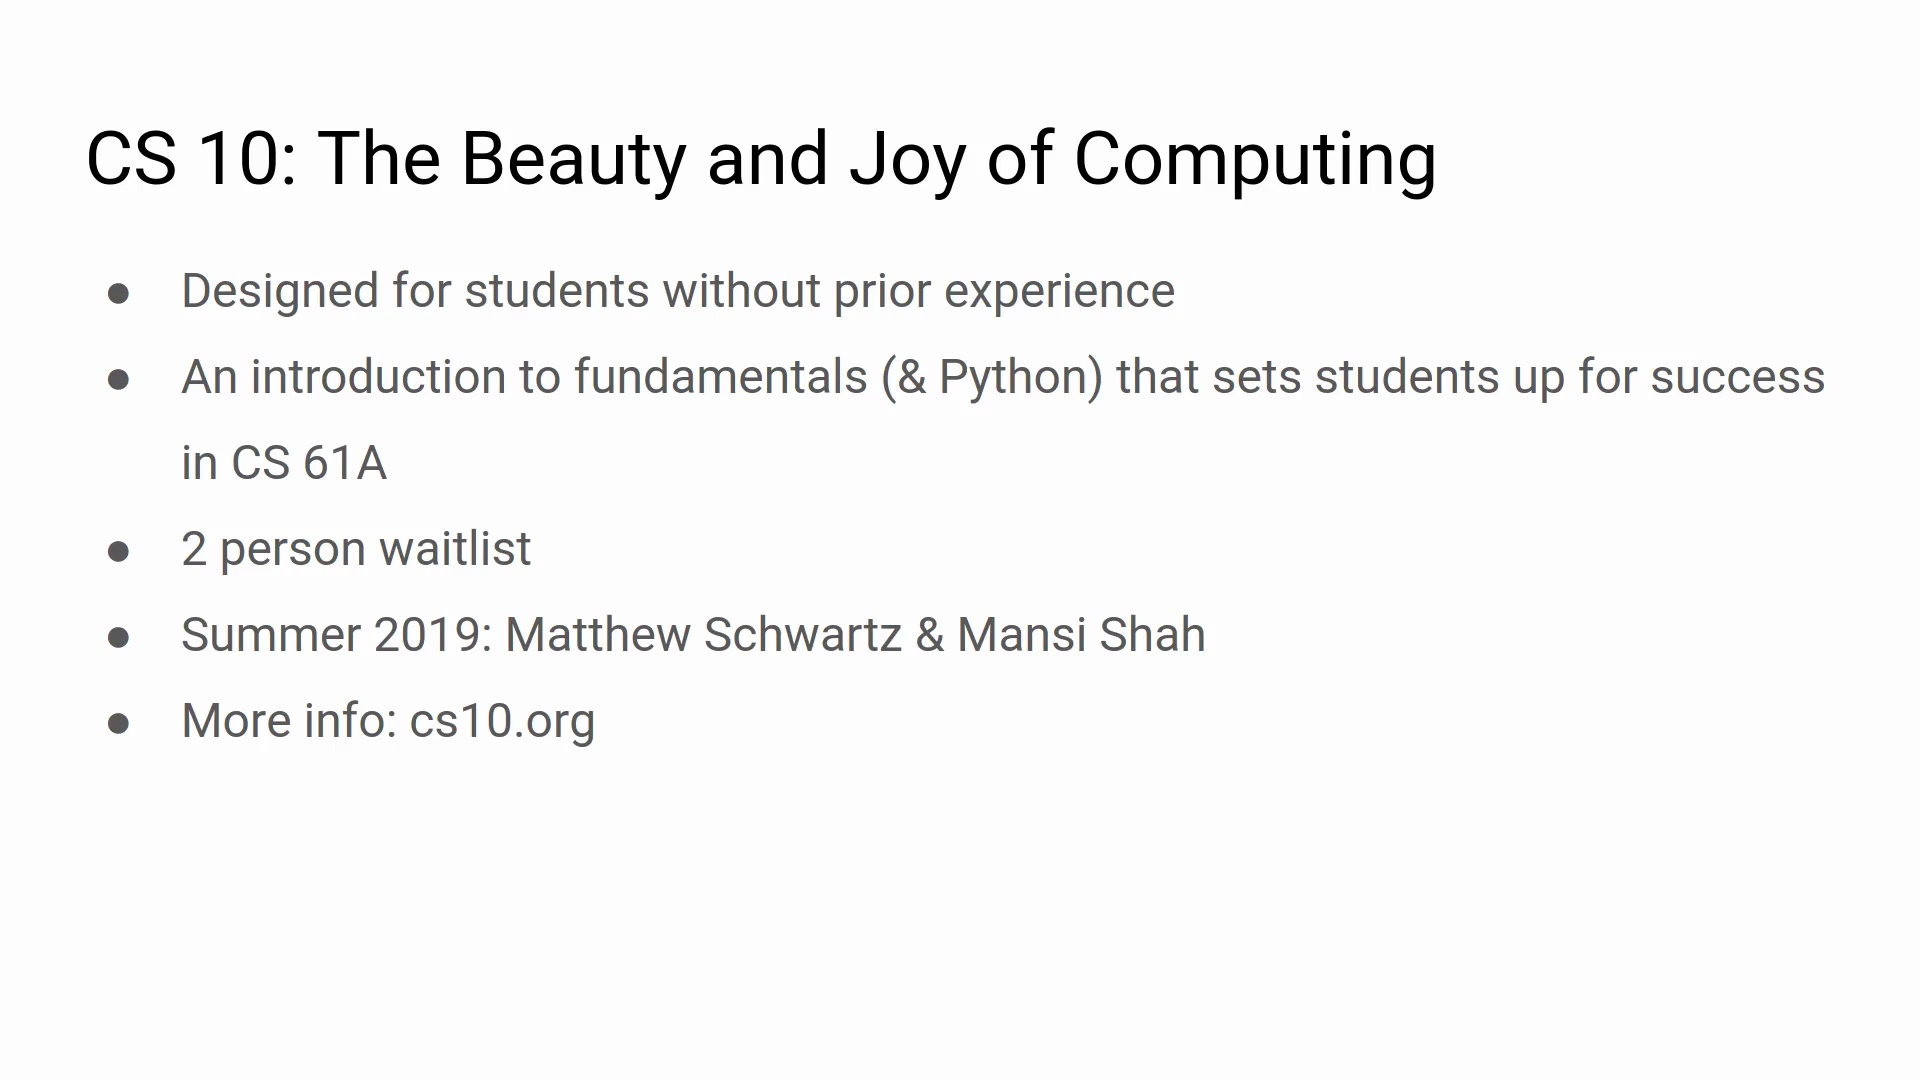 CS 10: The Beauty and Joy of Computing
● Designed for students without prior experience
● An introduction to fundamentals (& Python) that sets students up for success
in CS 61A
● 2 person waitlist
● Summer 2019: Matthew Schwartz & Mansi Shah
● More info: cs10.org